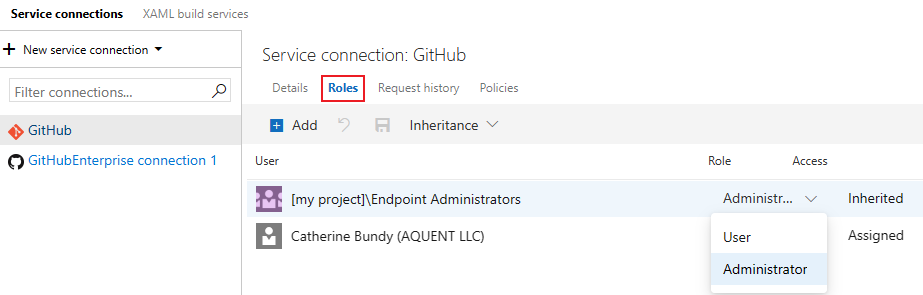 Service connections XAML build services
New service connection
Filter connections...
GitHub
GitHubEnterprise connection 1
Service connection: GitHub
Details Roles Request history Policies
Add Inheritance
User Role Access
[my project]\Endpoint Administrators Administr... Inherited
Catherine Bundy (AQUENT LLC) Assigned
User
Administrator